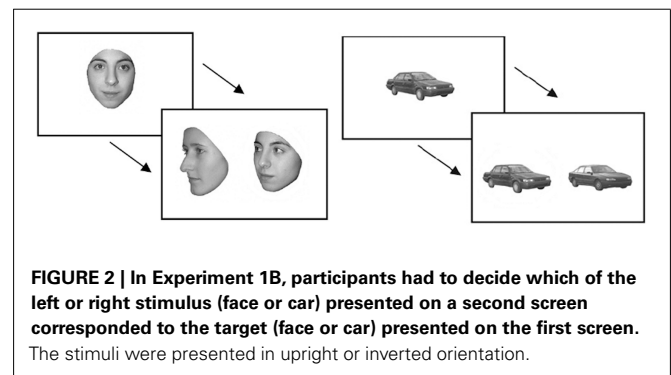 FIGURE 2 | In Experiment 1B, participants had to decide which of the
left or right stimulus (face or car) presented on a second screen
corresponded to the target (face or car) presented on the first screen.
The stimuli were presented in upright or inverted orientation.